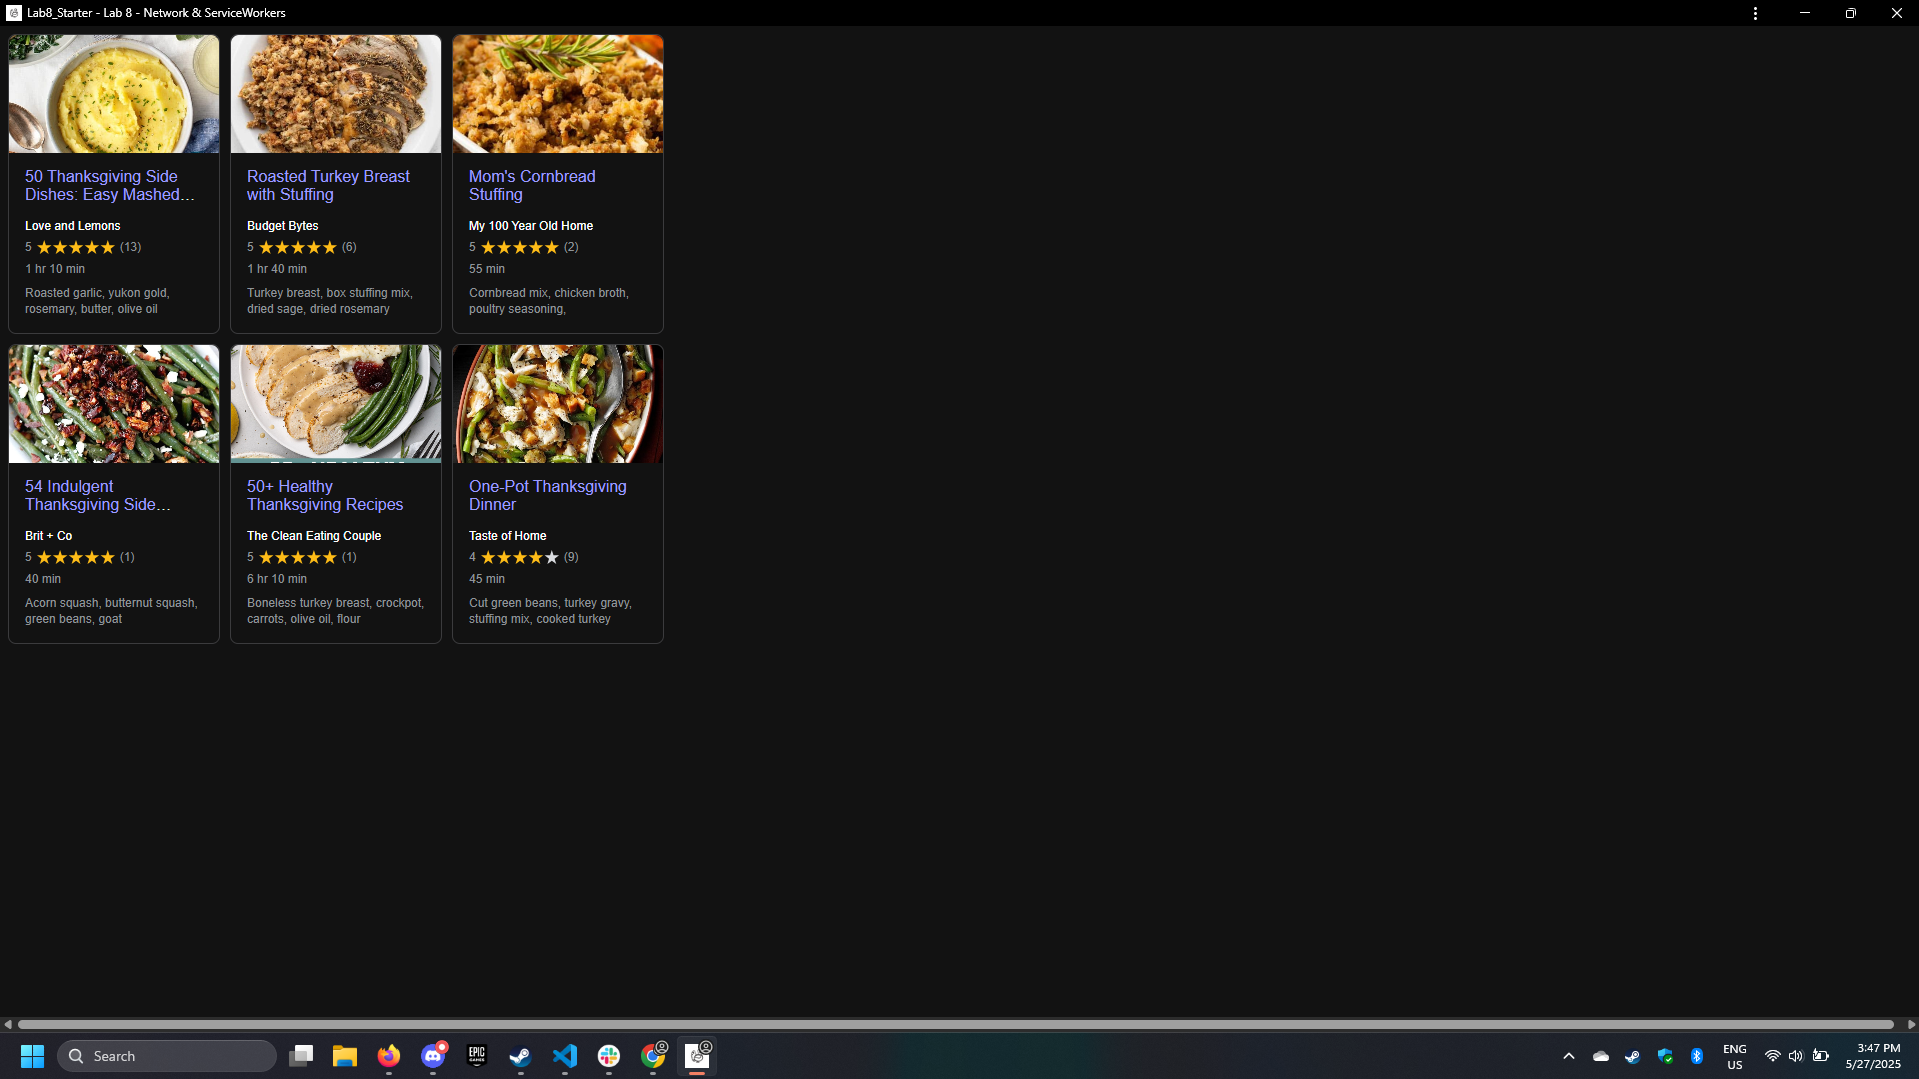 Lab8_Starter - Lab 8 - Network & ServiceWorkers
50 Thanksgiving Side
Dishes: Easy Mashed...
Love and Lemons
5 (13)
1 hr 10 min
Roasted garlic, yukon gold,
rosemary, butter, olive oil
Roasted Turkey Breast
with Stuffing
Budget Bytes
5 (6)
1 hr 40 min
Turkey breast, box stuffing mix,
dried sage, dried rosemary
Mom's Cornbread
Stuffing
My 100 Year Old Home
5 (2)
55 min
Cornbread mix, chicken broth,
poultry seasoning,
54 Indulgent
Thanksgiving Side...
Brit + Co
5 (1)
40 min
Acorn squash, butternut squash,
green beans, goat
50+ Healthy
Thanksgiving Recipes
The Clean Eating Couple
5 (1)
6 hr 10 min
Boneless turkey breast, crockpot,
carrots, olive oil, flour
One-Pot Thanksgiving
Dinner
Taste of Home
4 (9)
45 min
Cut green beans, turkey gravy,
stuffing mix, cooked turkey
Search
EPIC
GAMES
ENG
US
3:47 PM
5/27/2025